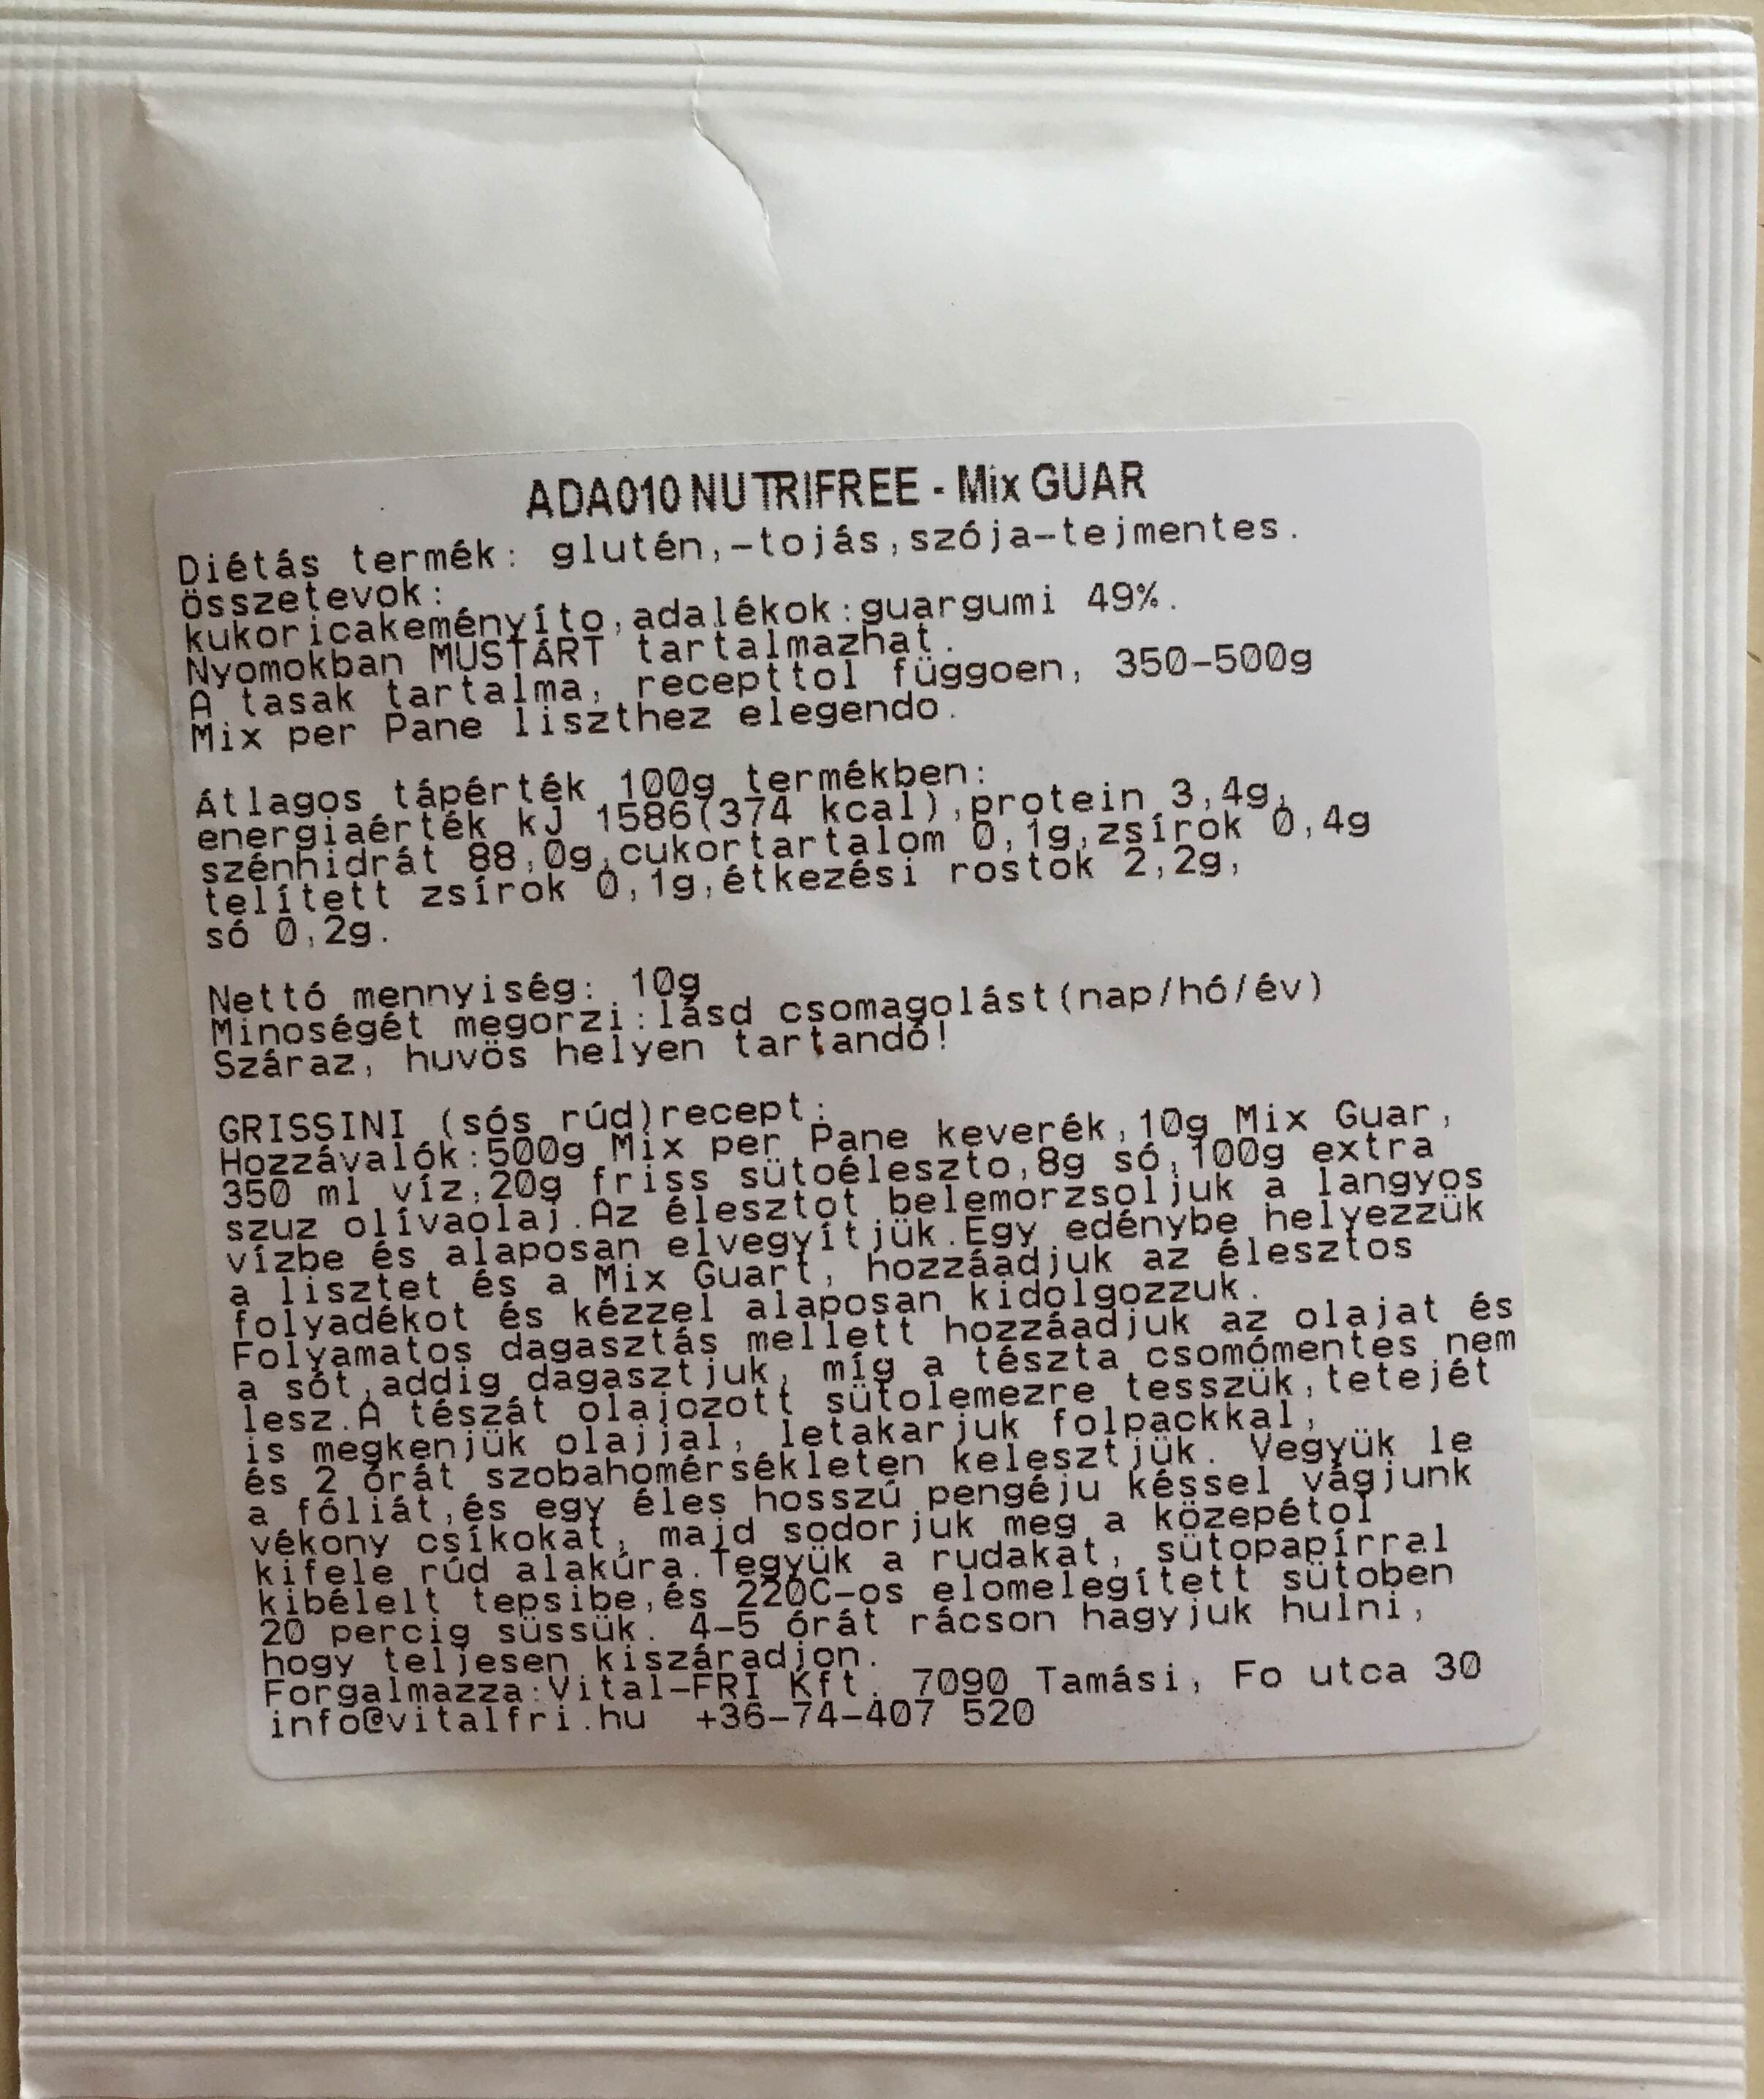 ADA010 NUTRIFREE - Mix GUAR
Diétás termék: glutén,-tojás,szója-tejmentes.
Összetevok:
kukoricakeményíto,adalékok:guargumi 49%.
Nyomokban MUSTÁRT tartalmazhat.
A tasak tartalma, recepttol függoen, 350-500g
Mix per Pane liszthez elegendo.
Átlagos tápérték 100g termékben:
energiaérték kJ 1586(374 kcal),protein 3,4g,
szénhidrát 88,0g,cukortartalom 0,1g,zsírok 0,4g
telített zsírok 0,1g,étkezési rostok 2,2g,
só 0,2g.
Nettó mennyiség: 10g
Minoségét megorzi:lásd csomagolást(nap/hó/év)
Száraz, huvös helyen tartandó!
GRISSINI (sós rúd)recept:
Hozzávalók:500g Mix per Pane keverék,10g Mix Guar,
350 ml víz,20g friss sütoéleszto,8g só,100g extra
szuz olívaolaj.Az élesztot belemorzsoljuk a langyos
vízbe és alaposan elvegyítjük.Egy edénybe helyezzük
a lisztet és a Mix Guart, hozzáadjuk az élesztos
folyadékot és kézzel alaposan kidolgozzuk.
Folyamatos dagasztás mellett hozzáadjuk az olajat és
a sót,addig dagasztjuk, míg a tészta csomómentes nem
lesz.A tészát olajozott sütolemezre tesszük,tetejét
is megkenjük olajjal, letakarjuk folpackkal,
és 2 órát szobahomérsékleten kelesztjük. Vegyük le
a fóliát,és egy éles hosszú pengéju késsel vágjunk
vékony csíkokat, majd sodorjuk meg a közepétol
kifele rúd alakúra.Tegyük a rudakat, sütopapírral
kibélelt tepsibe,és 220C-os elomelegített sütoben
20 percig süssük. 4-5 órát rácson hagyjuk hulni,
hogy teljesen kiszáradjon.
Forgalmazza:Vital-FRI Kft. 7090 Tamási, Fo utca 30
info@vitalfri.hu +36-74-407 520